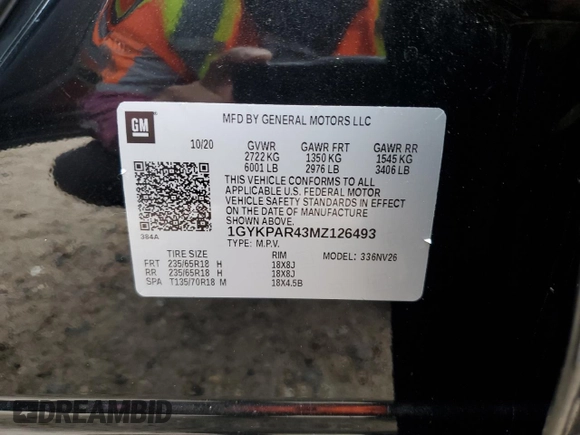 GM
MFD BY GENERAL MOTORS LLC
10/20 GVWR GAWR FRT GAWR RR
2722 KG 1350 KG 1545 KG
6001 LB 2976 LB 3406 LB
THIS VEHICLE CONFORMS TO ALL
APPLICABLE U.S. FEDERAL MOTOR
VEHICLE SAFETY STANDARDS IN EFFECT
ON THE DATE OF MANUFACTURE
SHOWN ABOVE.
384A
1GYKPAR43MZ126493
TYPE: M.P.V.
TIRE SIZE RIM MODEL: 336NV26
FRT 235/65R18 H 18X8J
RR 235/65R18 H 18X8J
SPA T135/70R18 M 18X4.5B
DREAMBID